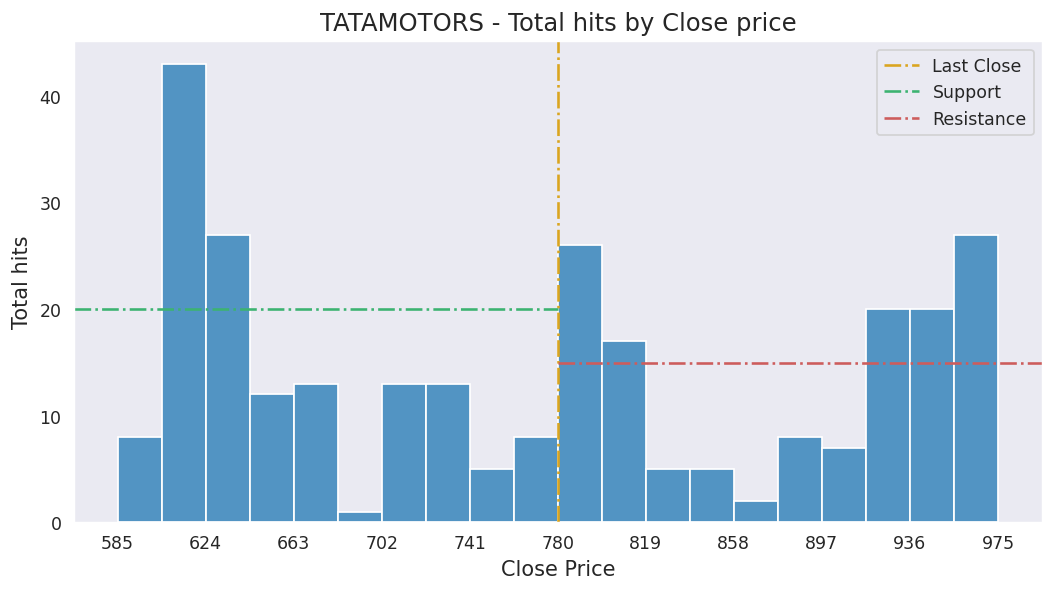 TATAMOTORS - Total hits by Close price
Last Close
Support
Resistance
Total hits
40
30
20
10
0
585 624 663 702 741 780 819 858 897 936 975
Close Price